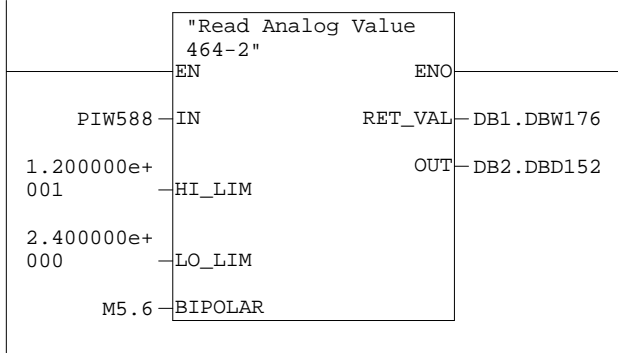 "Read Analog Value
464-2"
EN ENO
PIW588 IN RET_VAL DB1.DBW176
1.200000e+ OUT DB2.DBD152
001 HI_LIM
2.400000e+
000 LO_LIM
M5.6 BIPOLAR